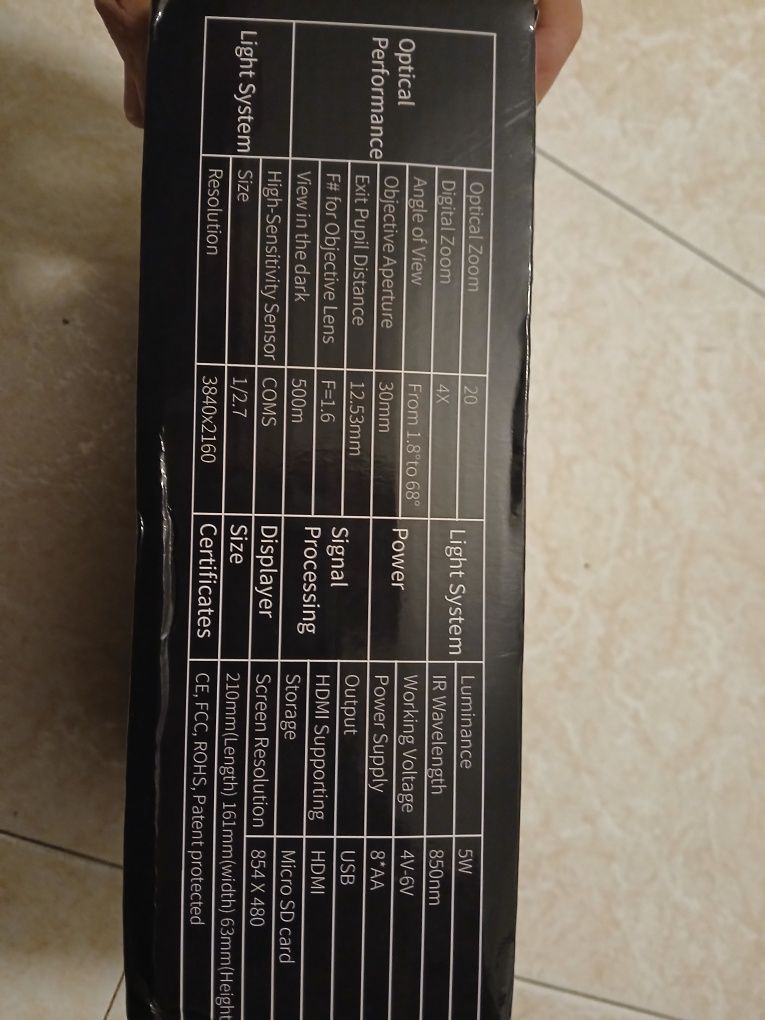 Optical Performance
Optical Zoom 20
Digital Zoom 4X
Angle of View From 1.8°to 68°
Objective Aperture 30mm
Exit Pupil Distance 12.53mm
F# for Objective Lens F=1.6
View in the dark 500m
Light System
High-Sensitivity Sensor COMS
Size 1/2.7
Resolution 3840x2160
Light System
Luminance 5W
IR Wavelength 850nm
Power
Working Voltage 4V-6V
Power Supply 8*AA
Signal Processing
Output USB
HDMI Supporting HDMI
Storage Micro SD card
Displayer
Screen Resolution 854 X 480
Size
210mm(Length) 161mm(width) 63mm(Height
Certificates
CE, FCC, ROHS, Patent protected